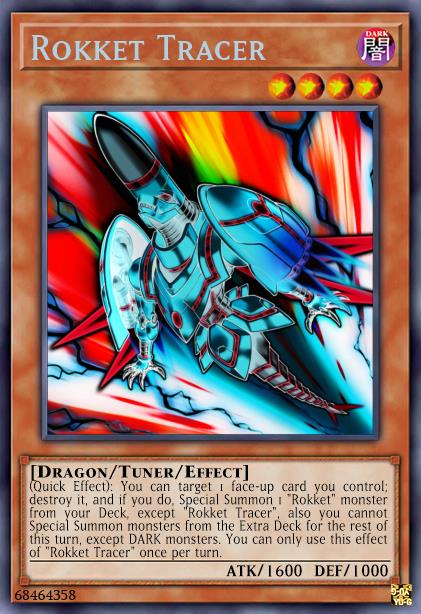 Rokket Tracer
DARK
闇
[Dragon/Tuner/Effect]
(Quick Effect): You can target 1 face-up card you control;
destroy it, and if you do, Special Summon 1 "Rokket" monster
from your Deck, except "Rokket Tracer", also you cannot
Special Summon monsters from the Extra Deck for the rest of
this turn, except DARK monsters. You can only use this effect
of "Rokket Tracer" once per turn.
ATK/1600 DEF/1000
68464358